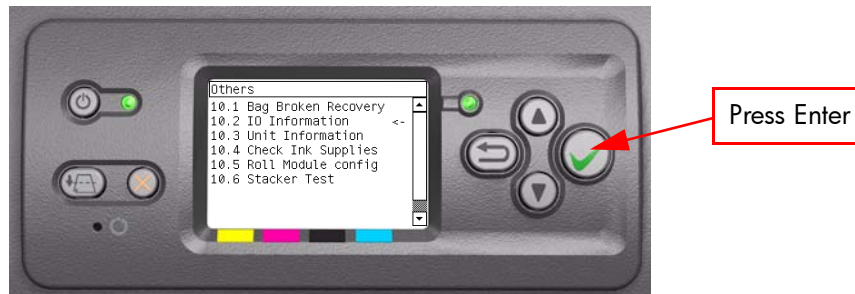 Others
10.1 Bag Broken Recovery
10.2 IO Information <-
10.3 Unit Information
10.4 Check Ink Supplies
10.5 Roll Module config
10.6 Stacker Test
Press Enter